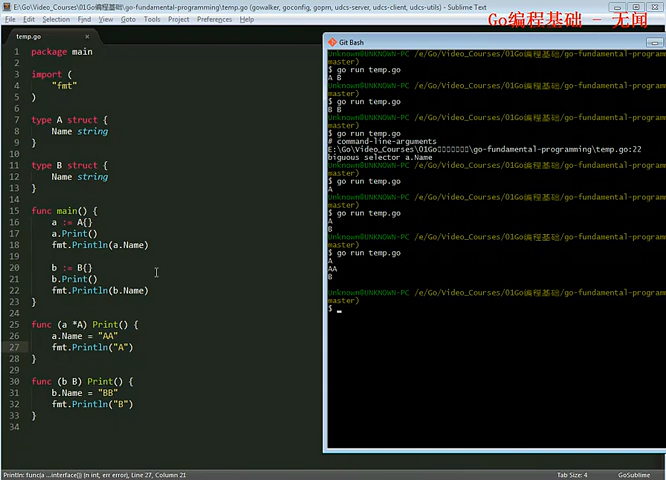 E:\Go\Video_Courses\01Go编程基础\go-fundamental-programming\temp.go (gowalker, goconfig, gopm, udcs-server, udcs-client, udcs-utils) - Sublime Text
File Edit Selection Find View Goto Tools Project Preferences Help
Go编程基础 - 无闻
temp.go ×
1 package main
2
3 import (
4 "fmt"
5 )
6
7 type A struct {
8 Name string
9 }
10
11 type B struct {
12 Name string
13 }
14
15 func main() {
16 a := A{}
17 a.Print()
18 fmt.Println(a.Name)
19
20 b := B{}
21 b.Print()
22 fmt.Println(b.Name)
23 }
24
25 func (a *A) Print() {
26 a.Name = "AA"
27 fmt.Println("A")
28 }
29
30 func (b B) Print() {
31 b.Name = "BB"
32 fmt.Println("B")
33 }
34
Git Bash
Unknown@UNKNOWN-PC /e/Go/Video_Courses/01Go编程基础/go-fundamental-program
master)
$ go run temp.go
A B
Unknown@UNKNOWN-PC /e/Go/Video_Courses/01Go编程基础/go-fundamental-program
master)
$ go run temp.go
B B
Unknown@UNKNOWN-PC /e/Go/Video_Courses/01Go编程基础/go-fundamental-program
master)
$ go run temp.go
# command-line-arguments
E:\Go\Video_Courses\01Go\go-fundamental-programming\temp.go:22
biguous selector a.Name
Unknown@UNKNOWN-PC /e/Go/Video_Courses/01Go编程基础/go-fundamental-program
master)
$ go run temp.go
A
Unknown@UNKNOWN-PC /e/Go/Video_Courses/01Go编程基础/go-fundamental-program
master)
$ go run temp.go
A
B
Unknown@UNKNOWN-PC /e/Go/Video_Courses/01Go编程基础/go-fundamental-program
master)
$ go run temp.go
A
AA
B
Unknown@UNKNOWN-PC /e/Go/Video_Courses/01Go编程基础/go-fundamental-program
master)
$
Println: func(a ...interface{}) (n int, err error), Line 27, Column 21
Tab Size: 4 GoSublime